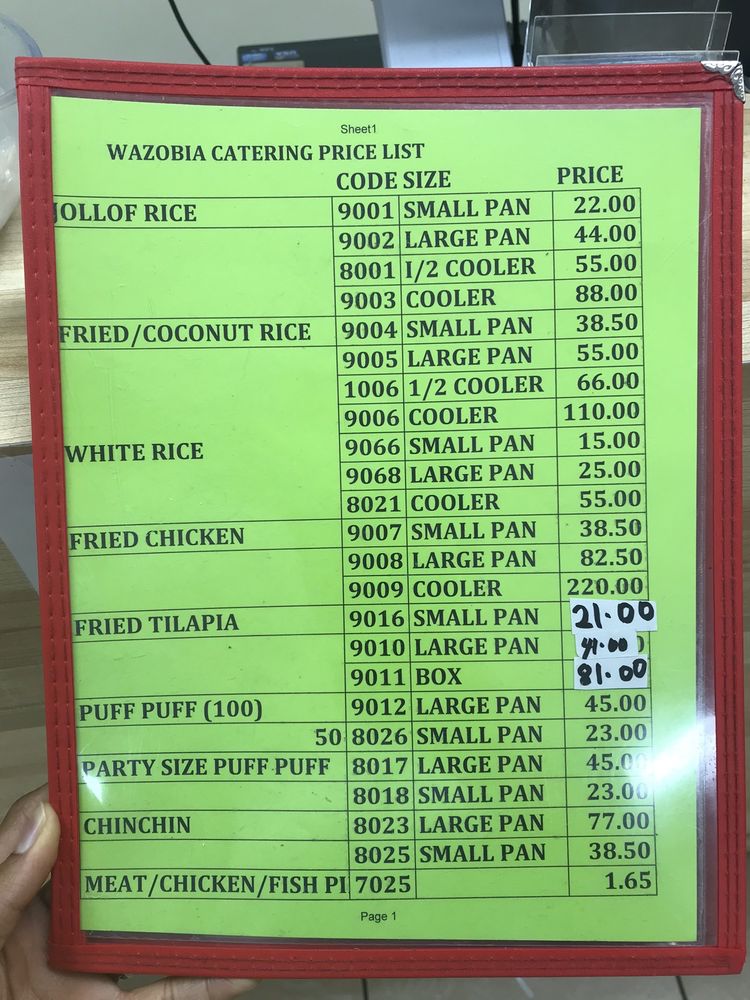 Sheet1
WAZOBIA CATERING PRICE LIST
CODE SIZE PRICE
JOLLOF RICE 9001 SMALL PAN 22.00
9002 LARGE PAN 44.00
8001 I/2 COOLER 55.00
9003 COOLER 88.00
FRIED/COCONUT RICE 9004 SMALL PAN 38.50
9005 LARGE PAN 55.00
1006 1/2 COOLER 66.00
9006 COOLER 110.00
WHITE RICE 9066 SMALL PAN 15.00
9068 LARGE PAN 25.00
8021 COOLER 55.00
FRIED CHICKEN 9007 SMALL PAN 38.50
9008 LARGE PAN 82.50
9009 COOLER 220.00
FRIED TILAPIA 9016 SMALL PAN 21.00
9010 LARGE PAN 41.00
9011 BOX 81.00
PUFF PUFF (100) 9012 LARGE PAN 45.00
50 8026 SMALL PAN 23.00
PARTY SIZE PUFF PUFF 8017 LARGE PAN 45.00
8018 SMALL PAN 23.00
CHINCHIN 8023 LARGE PAN 77.00
8025 SMALL PAN 38.50
MEAT/CHICKEN/FISH PI 7025 1.65
Page 1